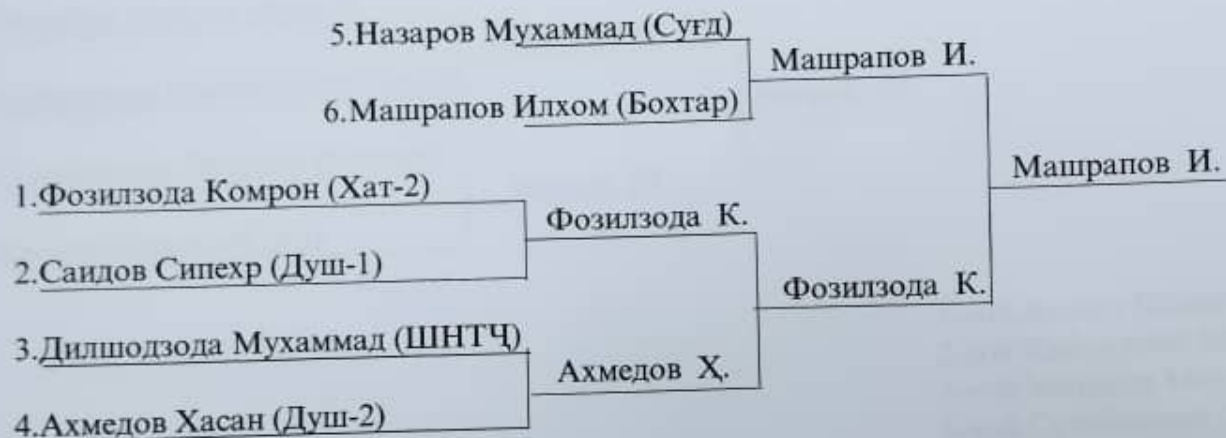 5.Назаров Мухаммад (Суғд)
Машрапов И.
6.Машрапов Илхом (Бохтар)
Машрапов И.
1.Фозилзода Комрон (Хат-2)
Фозилзода К.
2.Саидов Сипехр (Душ-1)
Фозилзода К.
3.Дилшодзода Мухаммад (ШНТҶ)
Ахмедов Ҳ.
4.Ахмедов Хасан (Душ-2)